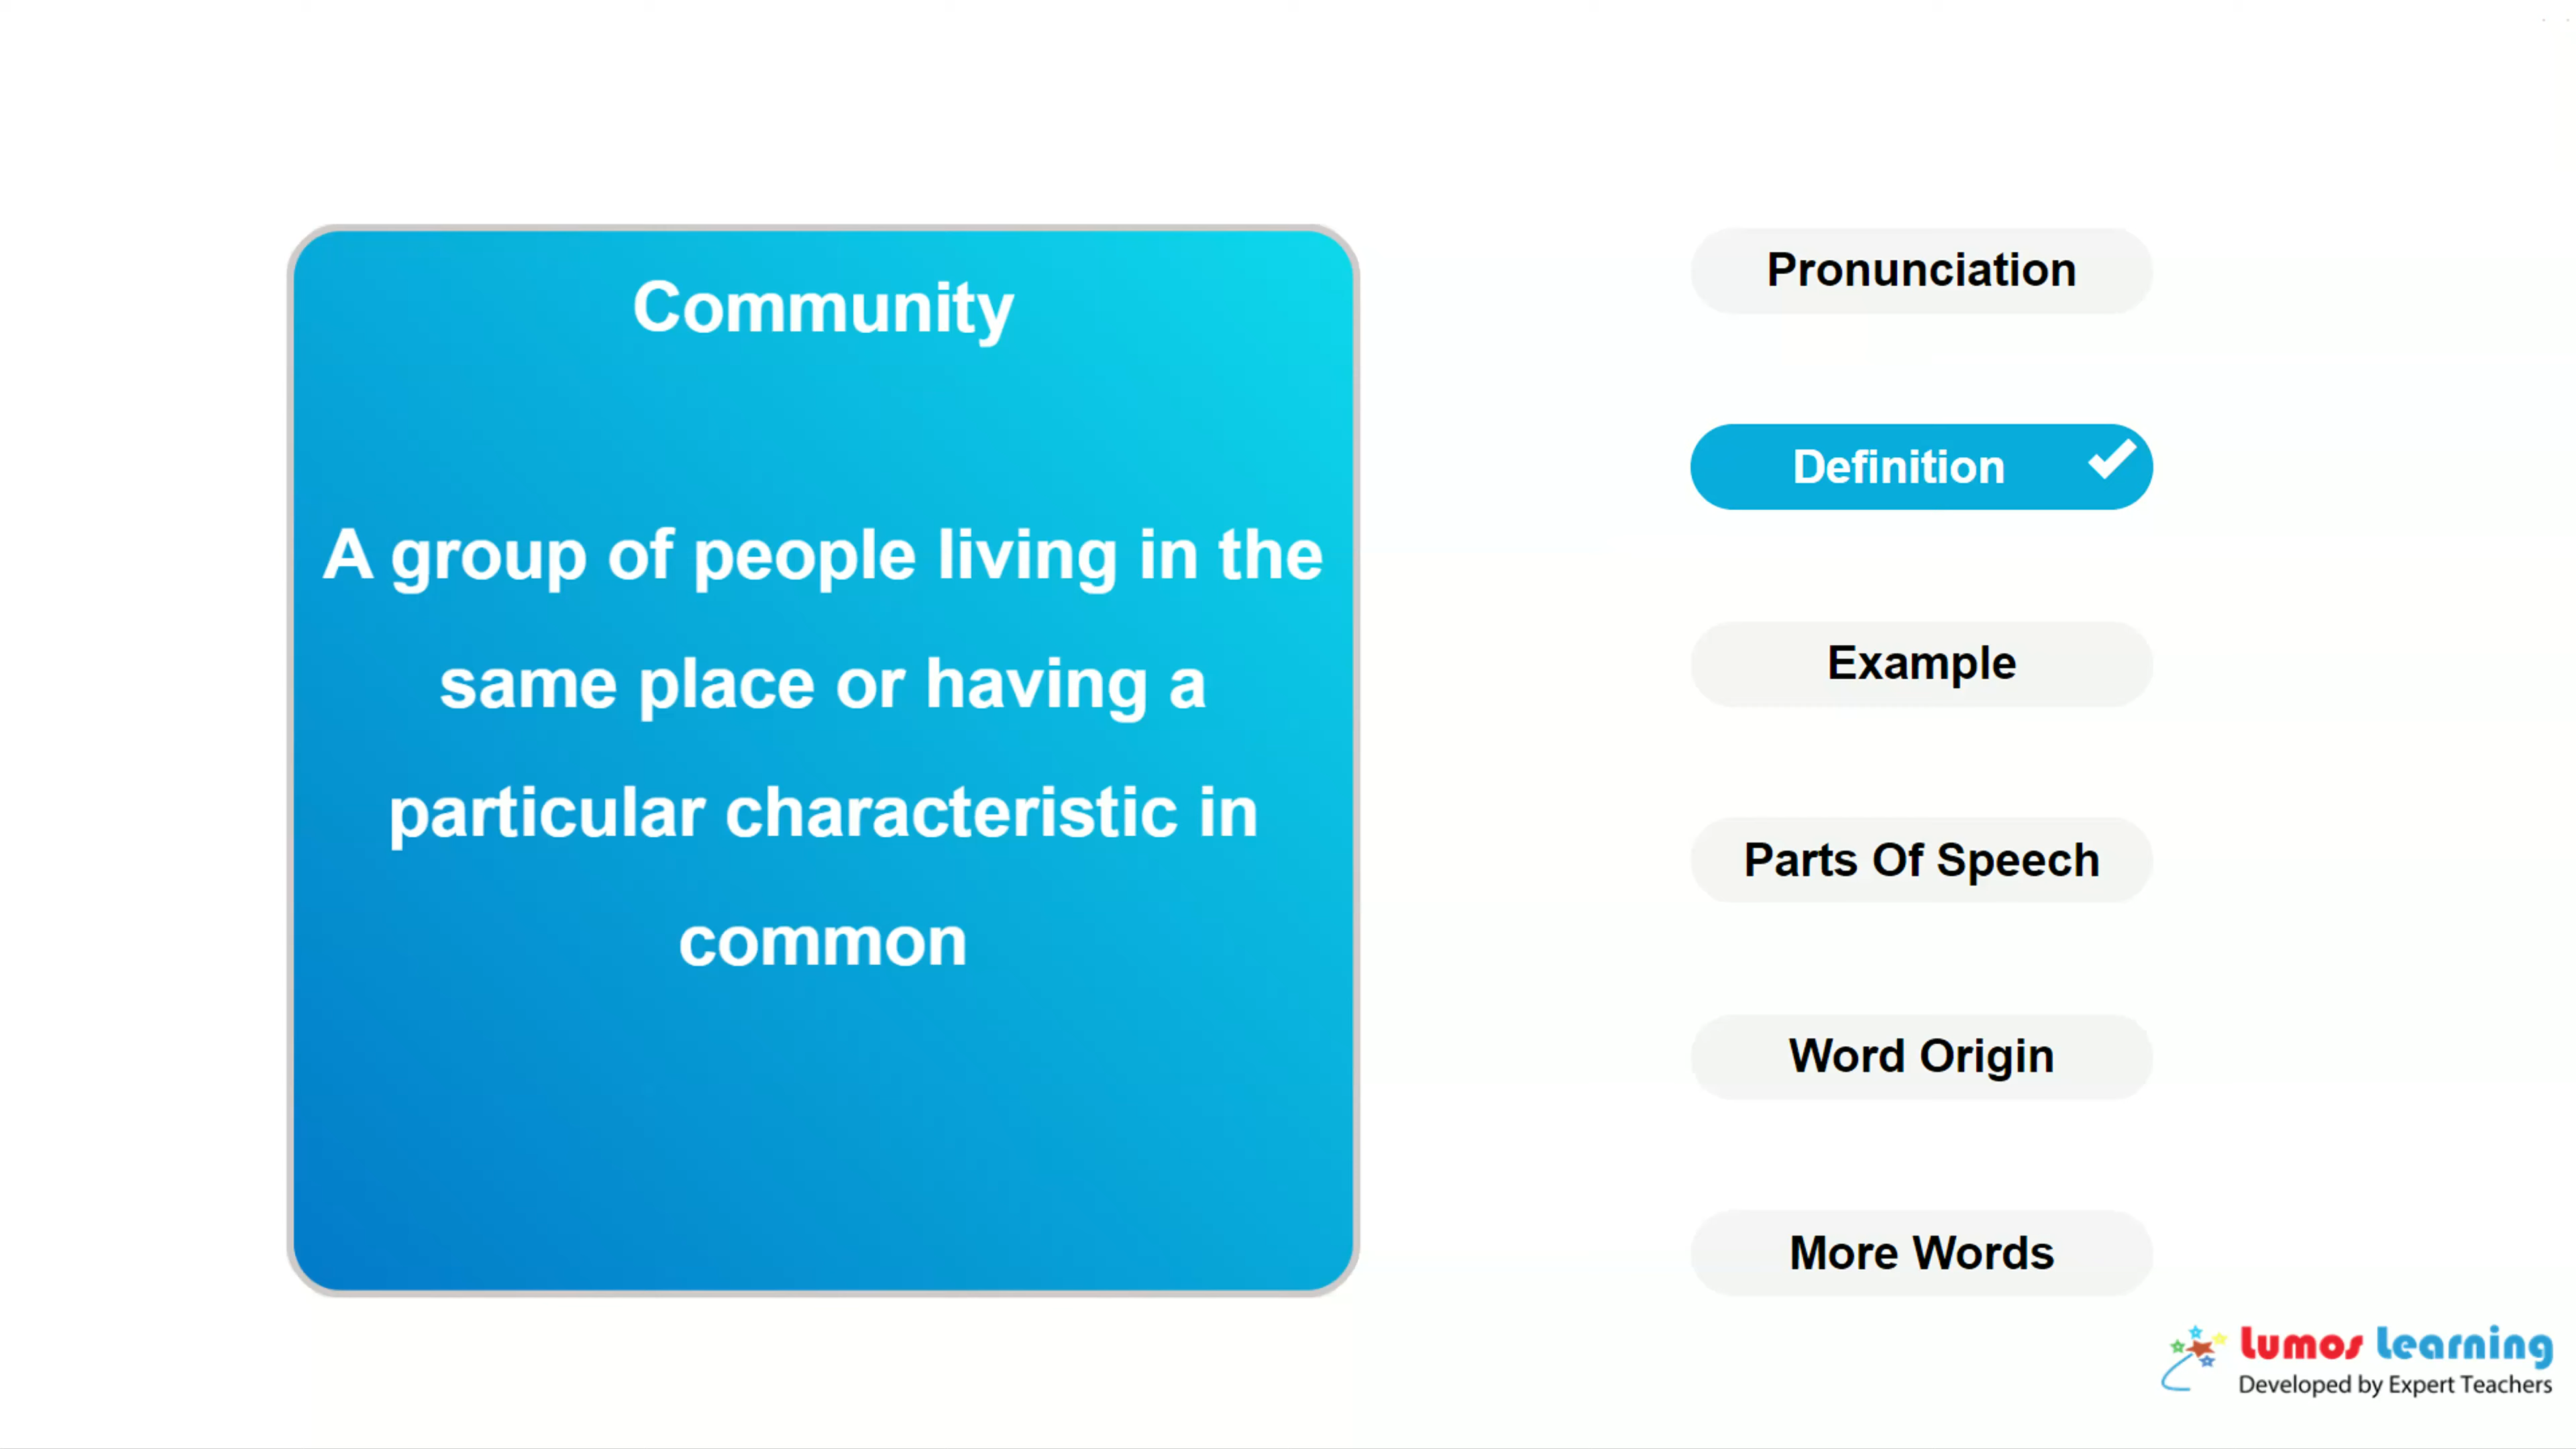 Community
A group of people living in the
same place or having a
particular characteristic in
common
Pronunciation
Definition
Example
Parts Of Speech
Word Origin
More Words
Lumos Learning
Developed by Expert Teachers